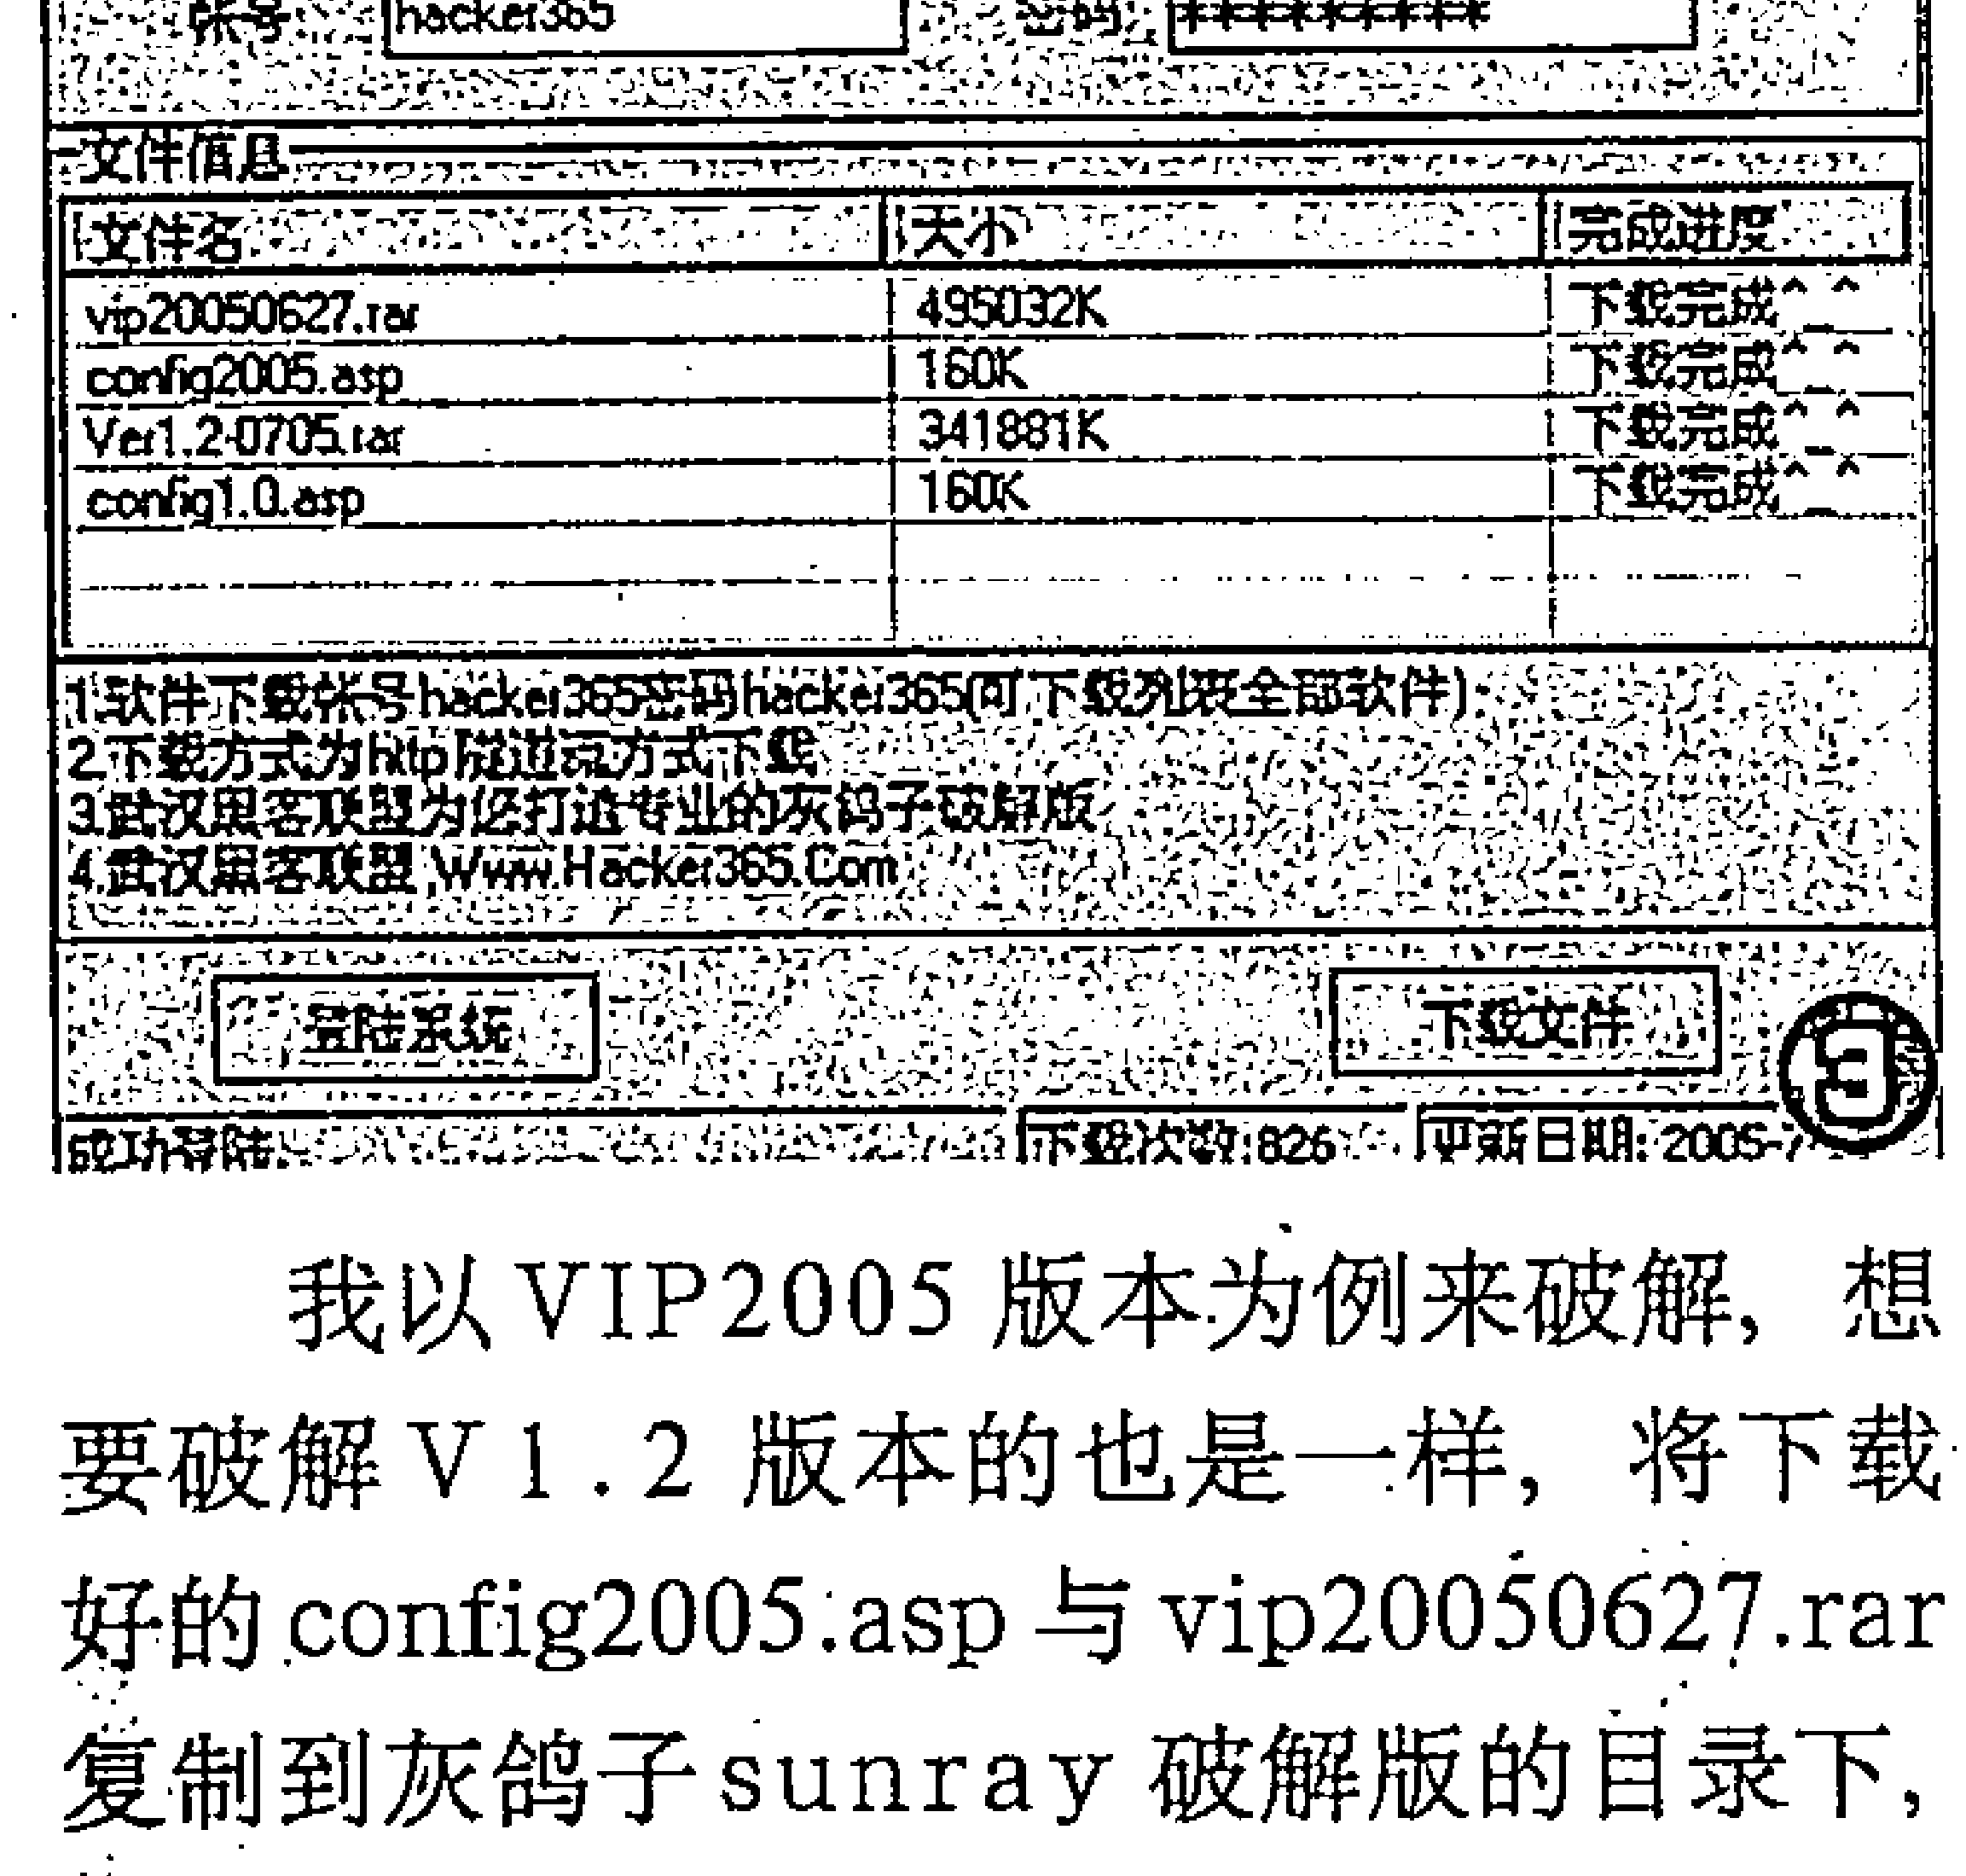 帐号 hacker365 密码 *********
文件信息
文件名 大小 完成进度
vip20050627.rar 495032K 下载完成^_^
config2005.asp 160K 下载完成^_^
Ver1.2-0705.rar 341881K 下载完成^_^
config1.0.asp 160K 下载完成^_^
1.软件下载帐号hacker365密码hacker365(可下载列表全部软件)
2.下载方式为http隧道流方式下载
3.武汉黑客联盟为您打造专业的灰鸽子破解版
4.武汉黑客联盟,Www.Hacker365.Com
登陆系统 下载文件
③
成功登陆. 下载次数:826 更新日期: 2005-7
我以VIP2005版本为例来破解，想
要破解V1.2版本的也是一样，将下载
好的config2005.asp与vip20050627.rar
复制到灰鸽子sunray破解版的目录下，